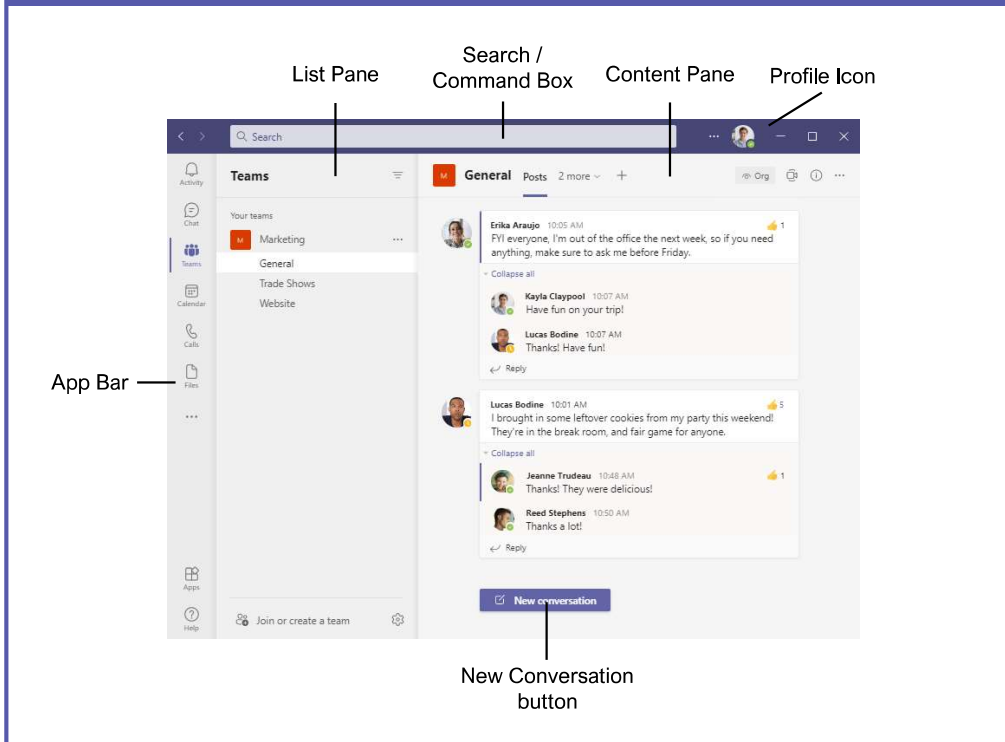 Search /
Command Box
List Pane
Content Pane
Profile Icon
Search
Activity
Chat
Teams
Calendar
Calls
Files
Apps
Help
App Bar
Teams
Your teams
M Marketing
General
Trade Shows
Website
Join or create a team
M General Posts 2 more +
Org
Erika Araujo 10:05 AM 1
FYI everyone, I'm out of the office the next week, so if you need
anything, make sure to ask me before Friday.
Collapse all
Kayla Claypool 10:07 AM
Have fun on your trip!
Lucas Bodine 10:07 AM
Thanks! Have fun!
Reply
Lucas Bodine 10:01 AM 5
I brought in some leftover cookies from my party this weekend!
They're in the break room, and fair game for anyone.
Collapse all
Jeanne Trudeau 10:48 AM 1
Thanks! They were delicious!
Reed Stephens 10:50 AM
Thanks a lot!
Reply
New conversation
New Conversation
button